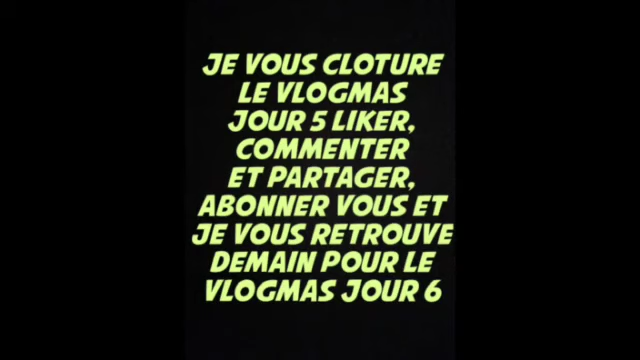 JE VOUS CLOTURE
LE VLOGMAS
JOUR 5 LIKER,
COMMENTER
ET PARTAGER,
ABONNER VOUS ET
JE VOUS RETROUVE
DEMAIN POUR LE
VLOGMAS JOUR 6